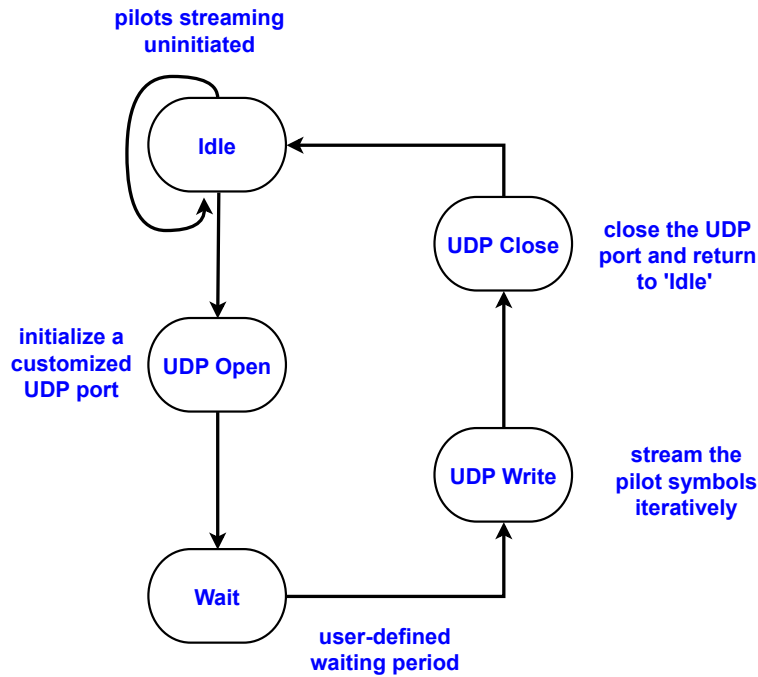 pilots streaming
uninitiated
Idle
UDP Close
close the UDP
port and return
to 'Idle'
initialize a
customized
UDP port
UDP Open
UDP Write
stream the
pilot symbols
iteratively
Wait
user-defined
waiting period